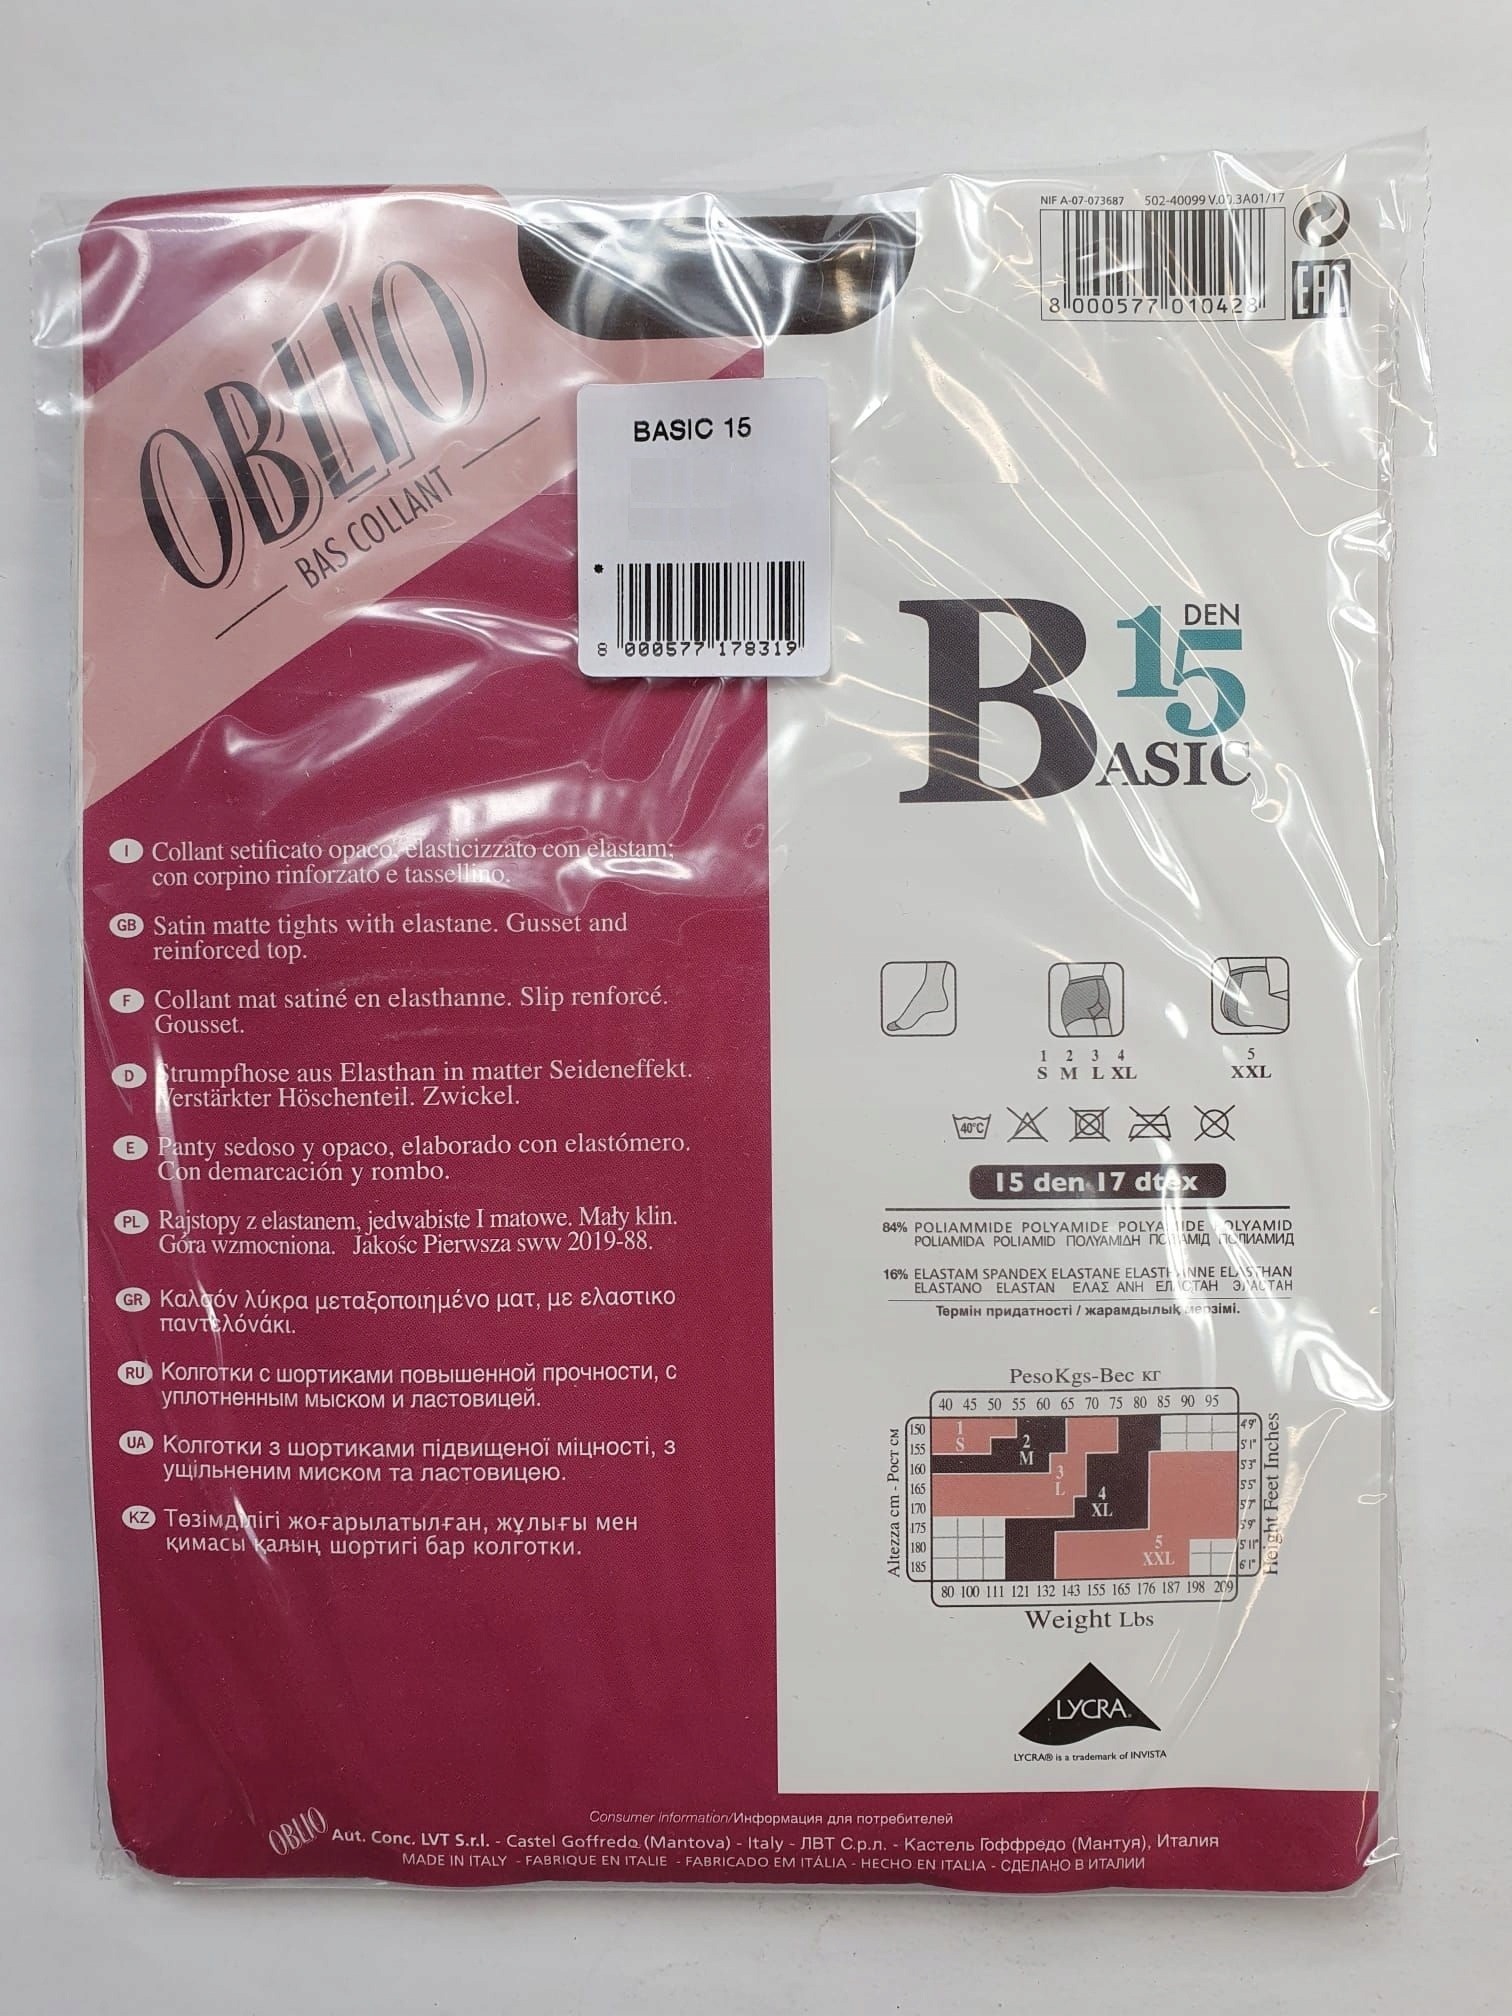 NIF A-07-073687 502-40099 V.00.3A01/17
8 000577 010428
EAC
OBLIO
BAS COLLANT
BASIC 15
8 000577 178319
B 15 DEN
BASIC
I Collant setificato opaco, elasticizzato con elastam;
con corpino rinforzato e tassellino.
GB Satin matte tights with elastane. Gusset and
reinforced top.
F Collant mat satiné en elasthanne. Slip renforcé.
Gousset.
D Strumpfhose aus Elasthan in matter Seideneffekt.
Verstärkter Höschenteil. Zwickel.
E Panty sedoso y opaco, elaborado con elastómero.
Con demarcación y rombo.
PL Rajstopy z elastanem, jedwabiste I matowe. Mały klin.
Góra wzmocniona. Jakośc Pierwsza sww 2019-88.
GR Καλσόν λύκρα μεταξοποιημένο ματ, με ελαστικο
παντελόνάκι.
RU Колготки с шортиками повышенной прочности, с
уплотненным мыском и ластовицей.
UA Колготки з шортиками підвищеної міцності, з
ущільненим миском та ластовицею.
KZ Төзімділігі жоғарылатылған, жұлығы мен
қимасы қалың шортигі бар колготки.
1 2 3 4
S M L XL
5
XXL
40°C
15 den 17 dtex
84% POLIAMMIDE POLYAMIDE POLYAMIDE POLYAMID
POLIAMIDA POLIAMID ΠΟΛΥΑΜΙΔΗ ПОЛІАМІД ПОЛИАМИД
16% ELASTAM SPANDEX ELASTANE ELASTHANNE ELASTHAN
ELASTANO ELASTAN ΕΛΑΣ ΑΝΗ ЕЛАСТАН ЭЛАСТАН
Термін придатності / жарамдылық мерзімі.
Peso Kgs-Вес кг
40 45 50 55 60 65 70 75 80 85 90 95
Altezza cm - Рост см
150
155
160
165
170
175
180
185
1
S
2
M
3
L
4
XL
5
XXL
4'9"
5'1"
5'3"
5'5"
5'7"
5'9"
5'11"
6'1"
Height Feet Inches
80 100 111 121 132 143 155 165 176 187 198 209
Weight Lbs
LYCRA®
LYCRA® is a trademark of INVISTA
Consumer information/Информация для потребителей
OBLIO Aut. Conc. LVT S.r.l. - Castel Goffredo (Mantova) - Italy - ЛВТ С.р.л. - Кастель Гоффредо (Мантуя), Италия
MADE IN ITALY - FABRIQUE EN ITALIE - FABRICADO EM ITÁLIA - HECHO EN ITALIA - СДЕЛАНО В ИТАЛИИ